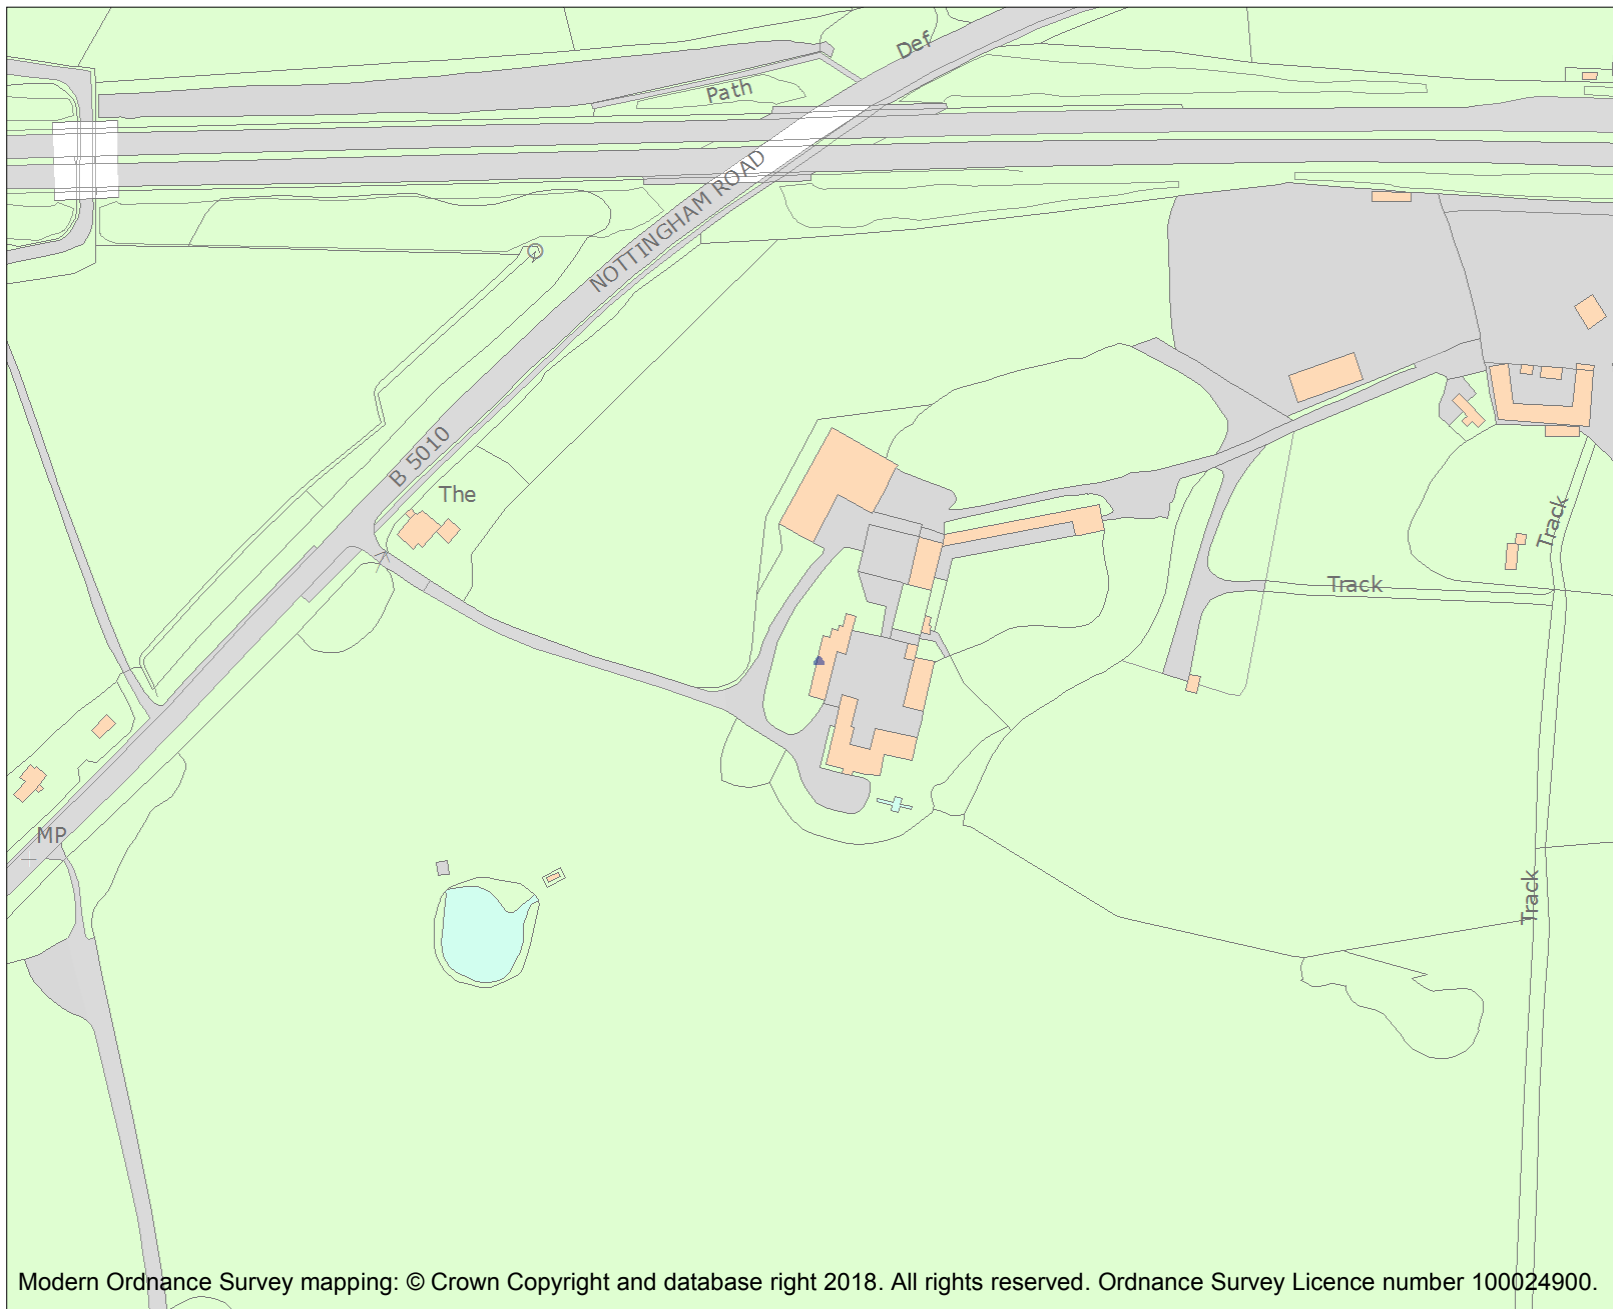 Def
Path
NOTTINGHAM ROAD
B 5010
The
Track
Track
MP
Track
Modern Ordnance Survey mapping: © Crown Copyright and database right 2018. All rights reserved. Ordnance Survey Licence number 100024900.